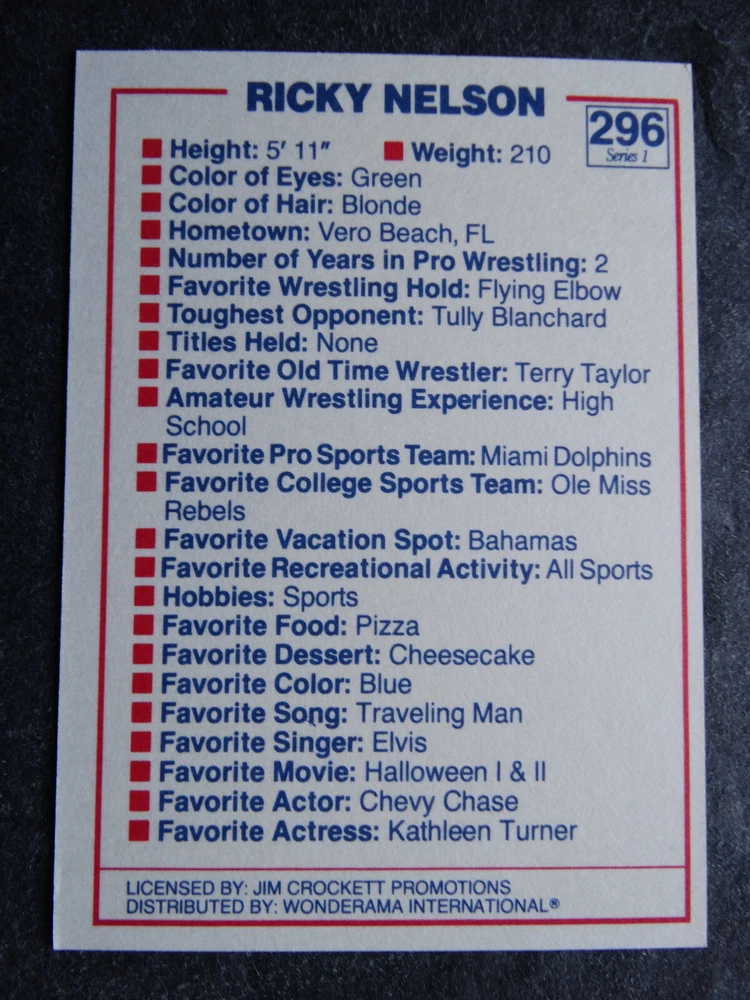 RICKY NELSON
296
Series 1
Height: 5' 11" Weight: 210
Color of Eyes: Green
Color of Hair: Blonde
Hometown: Vero Beach, FL
Number of Years in Pro Wrestling: 2
Favorite Wrestling Hold: Flying Elbow
Toughest Opponent: Tully Blanchard
Titles Held: None
Favorite Old Time Wrestler: Terry Taylor
Amateur Wrestling Experience: High
School
Favorite Pro Sports Team: Miami Dolphins
Favorite College Sports Team: Ole Miss
Rebels
Favorite Vacation Spot: Bahamas
Favorite Recreational Activity: All Sports
Hobbies: Sports
Favorite Food: Pizza
Favorite Dessert: Cheesecake
Favorite Color: Blue
Favorite Song: Traveling Man
Favorite Singer: Elvis
Favorite Movie: Halloween I & II
Favorite Actor: Chevy Chase
Favorite Actress: Kathleen Turner
LICENSED BY: JIM CROCKETT PROMOTIONS
DISTRIBUTED BY: WONDERAMA INTERNATIONAL®